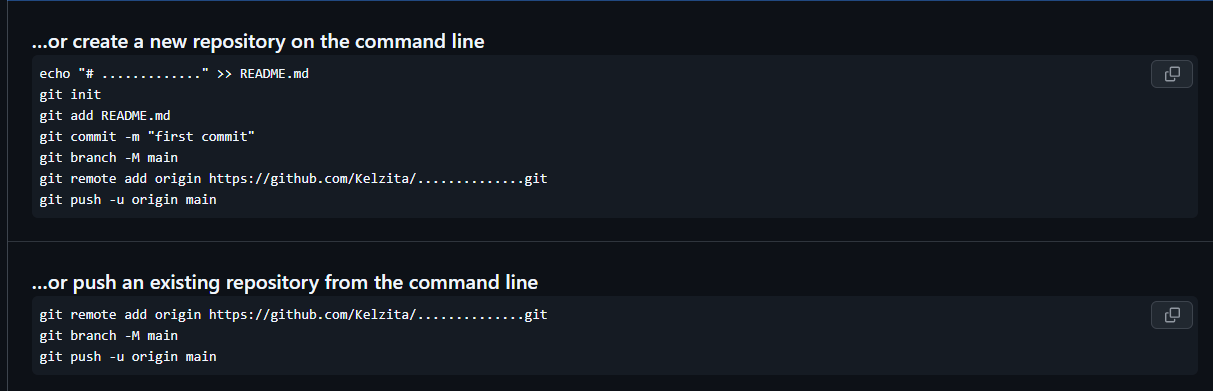 ...or create a new repository on the command line
echo "# ............." >> README.md
git init
git add README.md
git commit -m "first commit"
git branch -M main
git remote add origin https://github.com/Kelzita/..............git
git push -u origin main
...or push an existing repository from the command line
git remote add origin https://github.com/Kelzita/..............git
git branch -M main
git push -u origin main